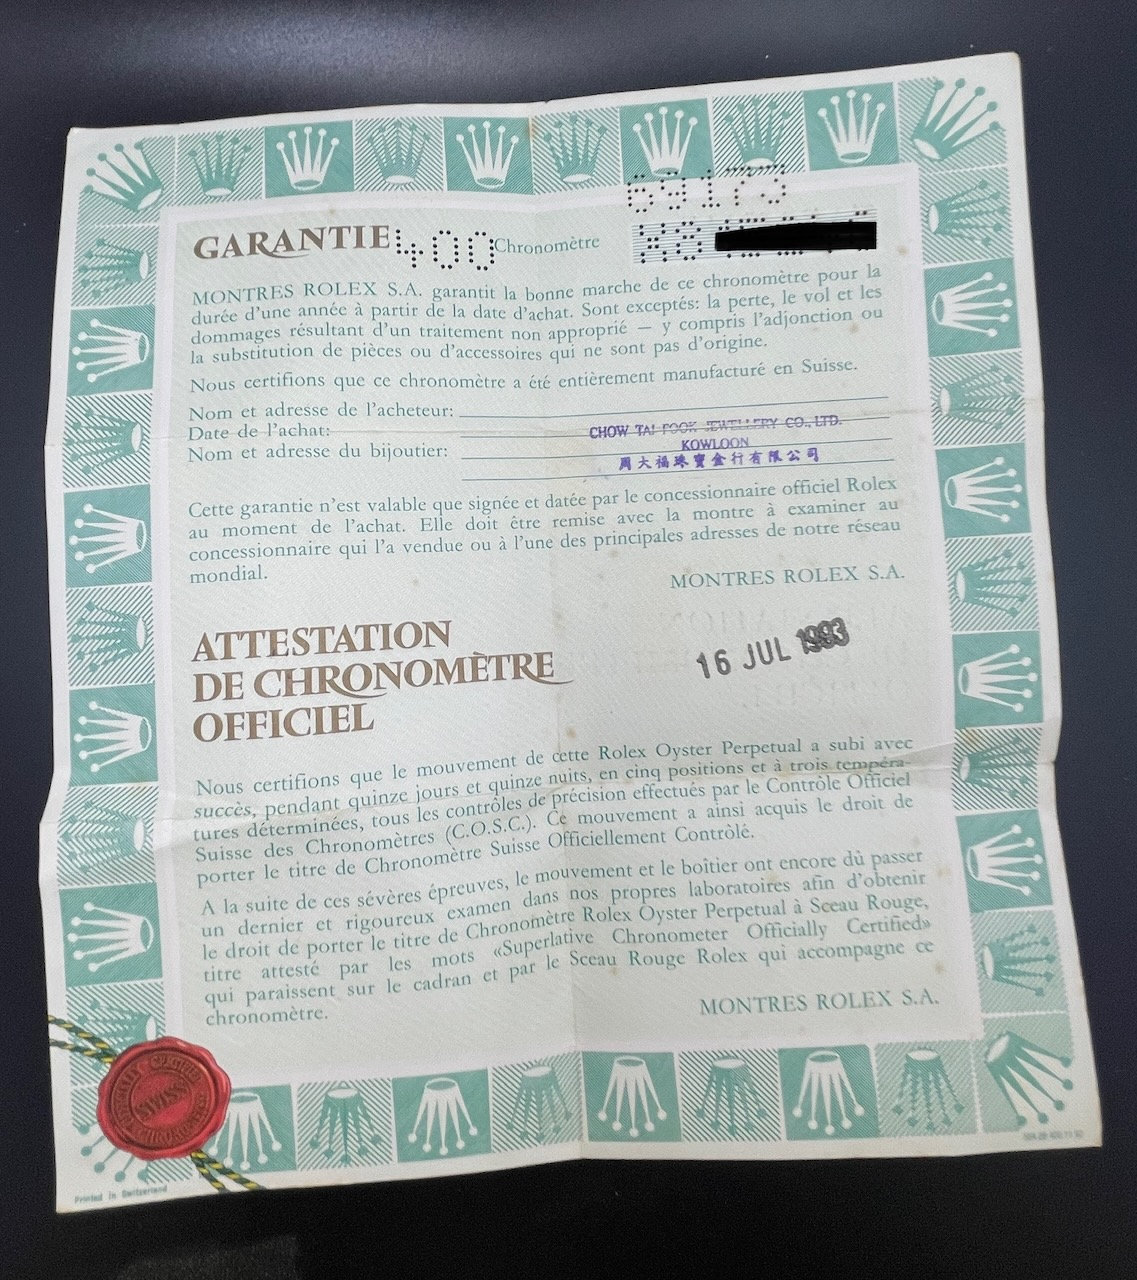 69173
GARANTIE 400 Chronomètre
MONTRES ROLEX S.A. garantit la bonne marche de ce chronomètre pour la
durée d'une année à partir de la date d'achat. Sont exceptés: la perte, le vol et les
dommages résultant d'un traitement non approprié — y compris l'adjonction ou
la substitution de pièces ou d'accessoires qui ne sont pas d'origine.
Nous certifions que ce chronomètre a été entièrement manufacturé en Suisse.
Nom et adresse de l'acheteur:
Date de l'achat: CHOW TAI FOOK JEWELLERY CO., LTD.
KOWLOON
Nom et adresse du bijoutier: 周大福珠寶金行有限公司
Cette garantie n'est valable que signée et datée par le concessionnaire officiel Rolex
au moment de l'achat. Elle doit être remise avec la montre à examiner au
concessionnaire qui l'a vendue ou à l'une des principales adresses de notre réseau
mondial.
MONTRES ROLEX S.A.
ATTESTATION
DE CHRONOMÈTRE
OFFICIEL
16 JUL 1993
Nous certifions que le mouvement de cette Rolex Oyster Perpetual a subi avec
succès, pendant quinze jours et quinze nuits, en cinq positions et à trois tempéra-
tures déterminées, tous les contrôles de précision effectués par le Contrôle Officiel
Suisse des Chronomètres (C.O.S.C.). Ce mouvement a ainsi acquis le droit de
porter le titre de Chronomètre Suisse Officiellement Contrôlé.
A la suite de ces sévères épreuves, le mouvement et le boîtier ont encore dû passer
un dernier et rigoureux examen dans nos propres laboratoires afin d'obtenir
le droit de porter le titre de Chronomètre Rolex Oyster Perpetual à Sceau Rouge,
titre attesté par les mots «Superlative Chronometer Officially Certified»
qui paraissent sur le cadran et par le Sceau Rouge Rolex qui accompagne ce
chronomètre.
MONTRES ROLEX S.A.
SWISS
Printed in Switzerland